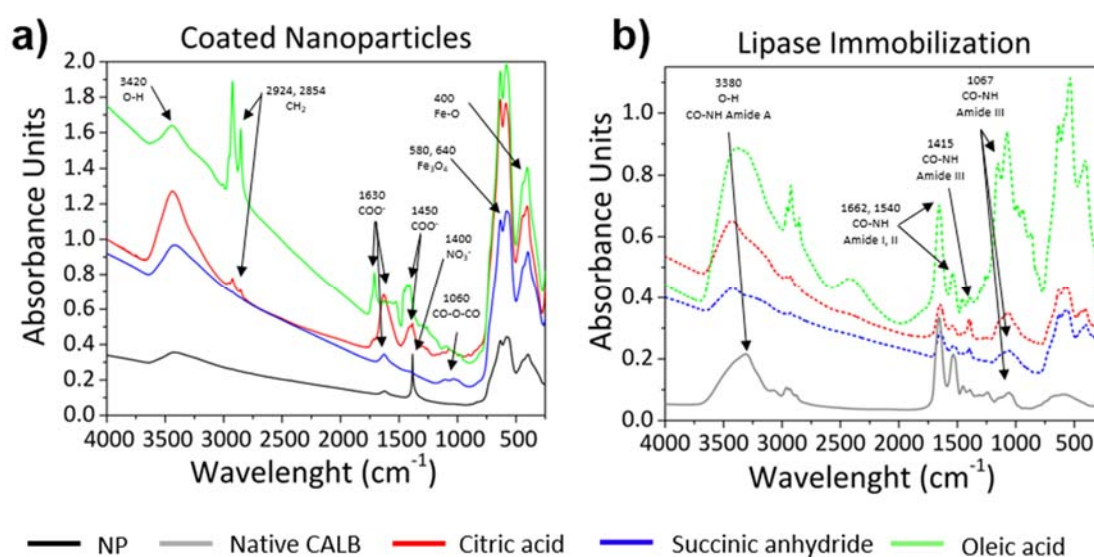 a)
Coated Nanoparticles
Absorbance Units
2.0
1.8
1.6
1.4
1.2
1.0
0.8
0.6
0.4
0.2
0.0
3420
O-H
2924, 2854
CH₂
400
Fe-O
580, 640
Fe₃O₄
1630
COO⁻
1450
COO⁻
1400
NO₃⁻
1060
CO-O-CO
4000 3500 3000 2500 2000 1500 1000 500
Wavelenght (cm⁻¹)
b)
Lipase Immobilization
Absorbance Units
1.0
0.8
0.6
0.4
0.2
0.0
3380
O-H
CO-NH Amide A
1067
CO-NH
Amide III
1415
CO-NH
Amide III
1662, 1540
CO-NH
Amide I, II
4000 3500 3000 2500 2000 1500 1000 500
Wavelenght (cm⁻¹)
NP Native CALB Citric acid Succinic anhydride Oleic acid